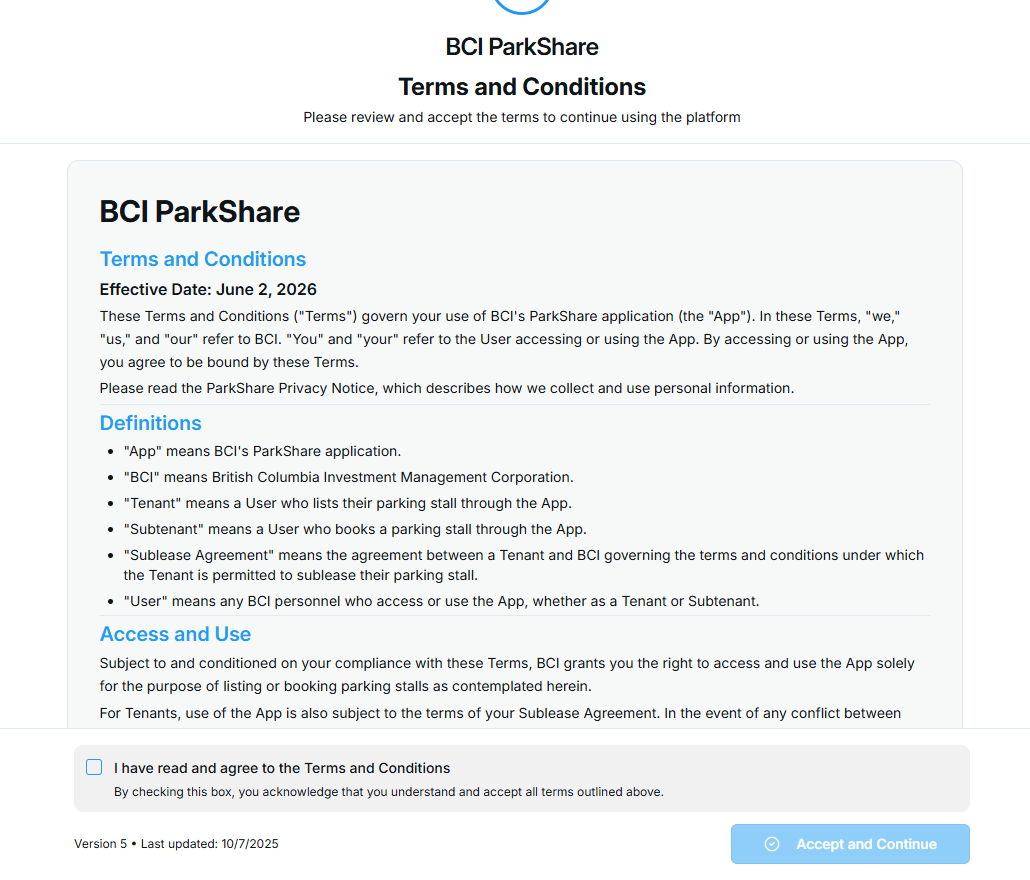 BCI ParkShare
Terms and Conditions
Please review and accept the terms to continue using the platform
BCI ParkShare
Terms and Conditions
Effective Date: June 2, 2026
These Terms and Conditions ("Terms") govern your use of BCI's ParkShare application (the "App"). In these Terms, "we,"
"us," and "our" refer to BCI. "You" and "your" refer to the User accessing or using the App. By accessing or using the App,
you agree to be bound by these Terms.
Please read the ParkShare Privacy Notice, which describes how we collect and use personal information.
Definitions
• "App" means BCI's ParkShare application.
• "BCI" means British Columbia Investment Management Corporation.
• "Tenant" means a User who lists their parking stall through the App.
• "Subtenant" means a User who books a parking stall through the App.
• "Sublease Agreement" means the agreement between a Tenant and BCI governing the terms and conditions under which
the Tenant is permitted to sublease their parking stall.
• "User" means any BCI personnel who access or use the App, whether as a Tenant or Subtenant.
Access and Use
Subject to and conditioned on your compliance with these Terms, BCI grants you the right to access and use the App solely
for the purpose of listing or booking parking stalls as contemplated herein.
For Tenants, use of the App is also subject to the terms of your Sublease Agreement. In the event of any conflict between
I have read and agree to the Terms and Conditions
By checking this box, you acknowledge that you understand and accept all terms outlined above.
Version 5 • Last updated: 10/7/2025
Accept and Continue